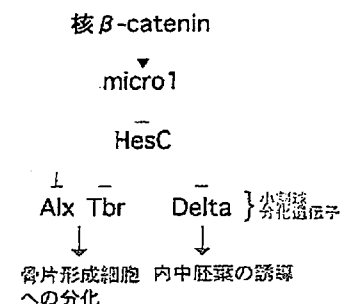 核β-catenin
micro1
HesC
Alx Tbr Delta } 小割球
分化遺伝子
骨片形成細胞 内中胚葉の誘導
への分化